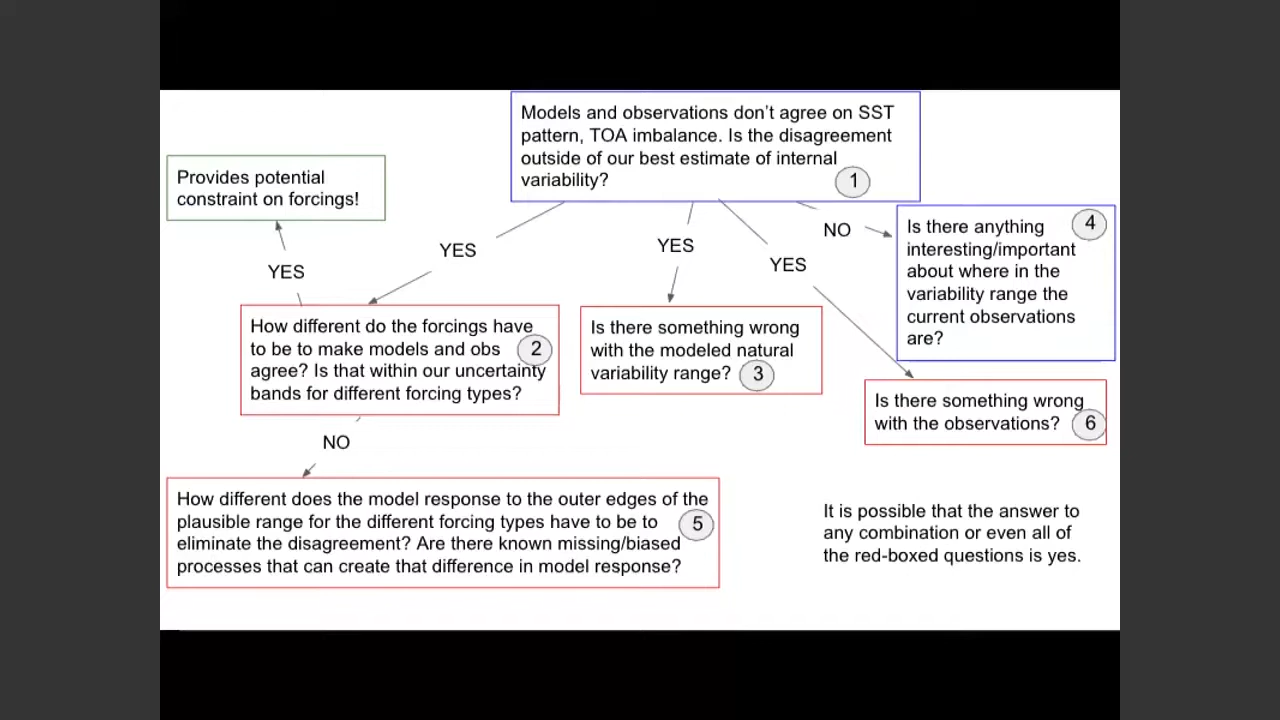 Models and observations don't agree on SST
pattern, TOA imbalance. Is the disagreement
outside of our best estimate of internal
variability?
1
Provides potential
constraint on forcings!
YES
YES
YES
YES
NO
Is there anything
interesting/important
about where in the
variability range the
current observations
are?
4
How different do the forcings have
to be to make models and obs
agree? Is that within our uncertainty
bands for different forcing types?
2
Is there something wrong
with the modeled natural
variability range?
3
Is there something wrong
with the observations?
6
NO
How different does the model response to the outer edges of the
plausible range for the different forcing types have to be to
eliminate the disagreement? Are there known missing/biased
processes that can create that difference in model response?
5
It is possible that the answer to
any combination or even all of
the red-boxed questions is yes.